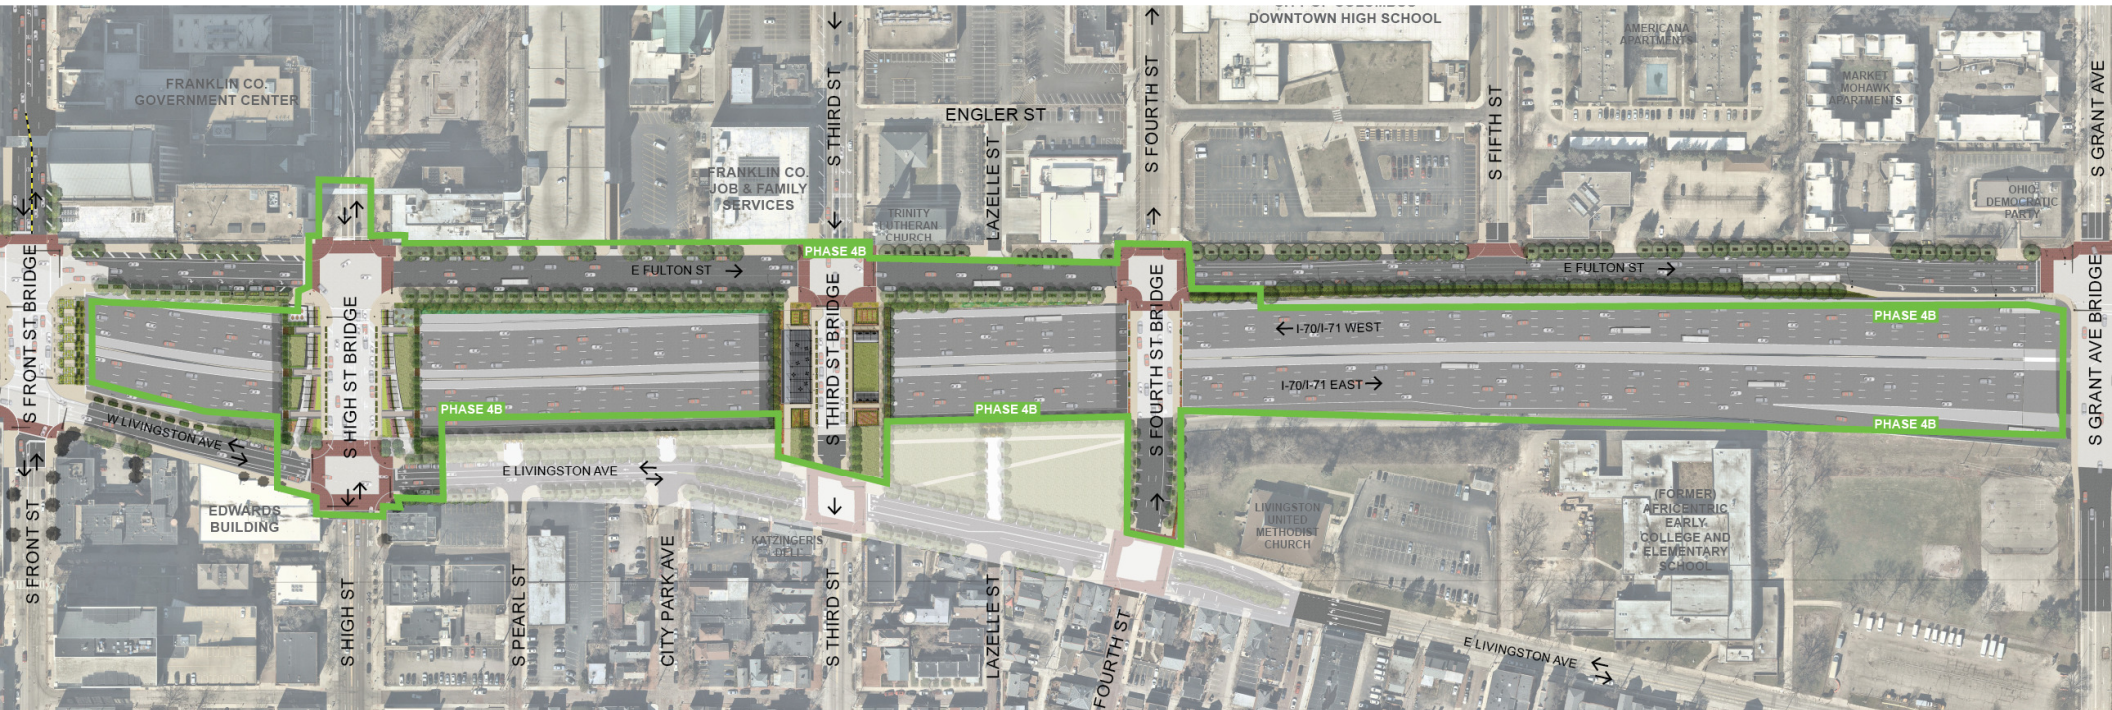 CITY OF COLUMBUS
DOWNTOWN HIGH SCHOOL
AMERICANA
APARTMENTS
FRANKLIN CO.
GOVERNMENT CENTER
MARKET
MOHAWK
APARTMENTS
ENGLER ST
S THIRD ST
S FOURTH ST
S FIFTH ST
S GRANT AVE
LAZELLE ST
FRANKLIN CO.
JOB & FAMILY
SERVICES
TRINITY
LUTHERAN
CHURCH
OHIO
DEMOCRATIC
PARTY
PHASE 4B
E FULTON ST
E FULTON ST
S FRONT ST BRIDGE
S HIGH ST BRIDGE
S THIRD ST BRIDGE
S FOURTH ST BRIDGE
S GRANT AVE BRIDGE
I-70/I-71 WEST
PHASE 4B
I-70/I-71 EAST
PHASE 4B
PHASE 4B
PHASE 4B
W LIVINGSTON AVE
E LIVINGSTON AVE
EDWARDS
BUILDING
LIVINGSTON
UNITED
METHODIST
CHURCH
(FORMER)
AFRICENTRIC
EARLY
COLLEGE AND
ELEMENTARY
SCHOOL
KATZINGER'S
DELI
S FRONT ST
S HIGH ST
S PEARL ST
CITY PARK AVE
S THIRD ST
LAZELLE ST
FOURTH ST
E LIVINGSTON AVE